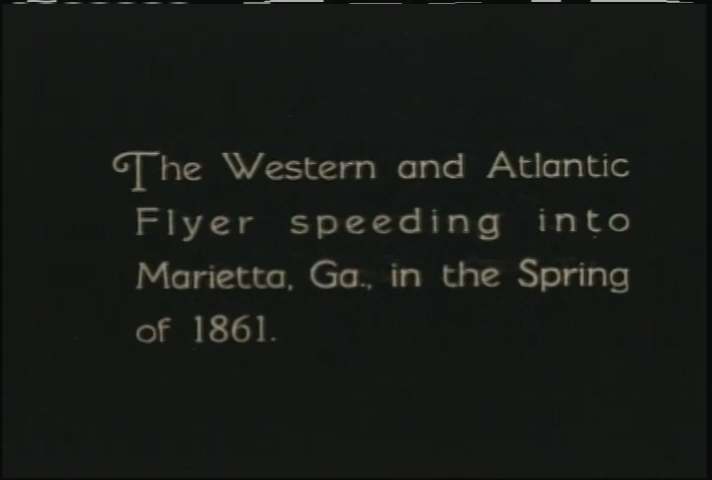 The Western and Atlantic
Flyer speeding into
Marietta, Ga., in the Spring
of 1861.